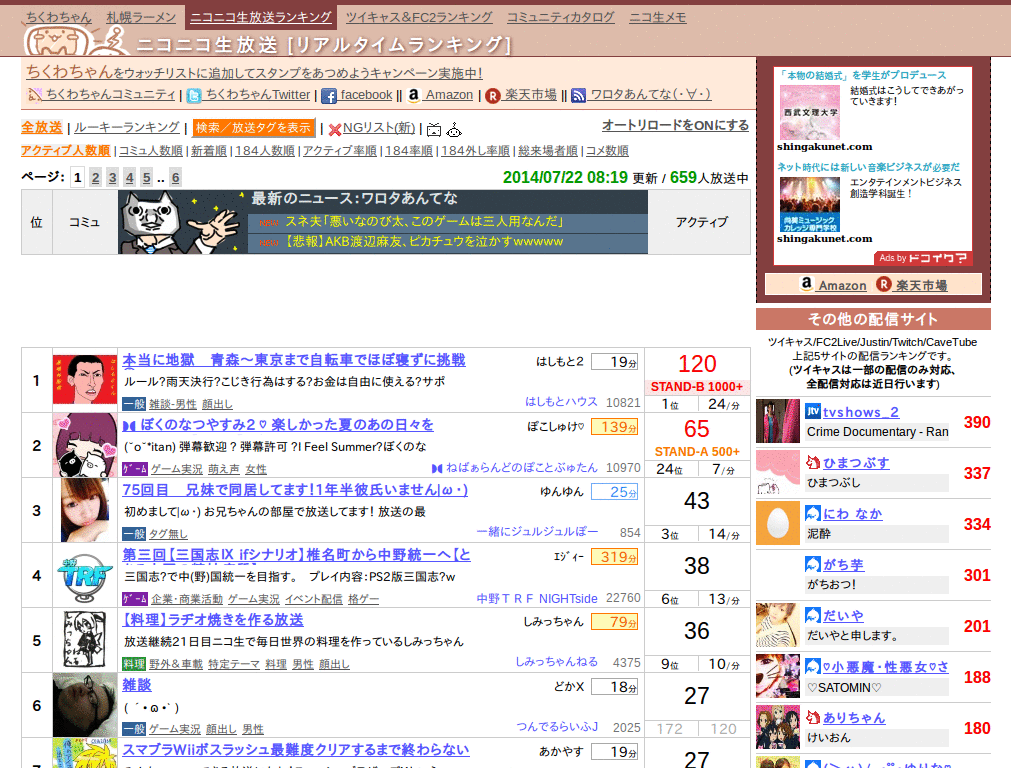 ちくわちゃん 札幌ラーメン ニコニコ生放送ランキング ツイキャス&FC2ランキング コミュニティカタログ ニコ生メモ
ニコニコ生放送 [リアルタイムランキング]
ちくわちゃんをウォッチリストに追加してスタンプをあつめようキャンペーン実施中!
ちくわちゃんコミュニティ | ちくわちゃんTwitter | facebook || Amazon | 楽天市場 || ワロタあんてな(・∀・)
全放送 | ルーキーランキング | 検索/放送タグを表示 | NGリスト(新) |
オートリロードをONにする
アクティブ人数順 | コミュ人数順 | 新着順 | 184人数順 | アクティブ率順 | 184率順 | 184外し率順 | 総来場者順 | コメ数順
ページ: 1 2 3 4 5 .. 6
2014/07/22 08:19 更新 / 659人放送中
位 コミュ
最新のニュース:ワロタあんてな
スネ夫「悪いなのび太、このゲームは三人用なんだ」
【悲報】AKB渡辺麻友、ピカチュウを泣かすwwwww
アクティブ
1
本当に地獄 青森~東京まで自転車でほぼ寝ずに挑戦
はしもと2 19分
ルール?雨天決行?こじき行為はする?お金は自由に使える?サポ
一般 雑談-男性 顔出し
はしもとハウス 10821
120
STAND-B 1000+
1位 24/分
2
ぼくのなつやすみ2♡楽しかった夏のあの日々を
ぽこしゅけ♡ 139分
(˘o˘*itan) 弾幕歓迎?弾幕許可?I Feel Summer?ぼくのな
ゲーム ゲーム実況 萌え声 女性
ねばぁらんどのぽことぷゅたん 10970
65
STAND-A 500+
24位 7/分
3
75回目 兄妹で同居してます!1年半彼氏いません|ω・)
ゆんゆん 25分
初めまして|ω・) お兄ちゃんの部屋で放送してます! 放送の最
一般 タグ無し
一緒にジュルジュルぽー 854
43
3位 14/分
4
第三回【三国志Ⅸ ifシナリオ】椎名町から中野統一へ【と
エジィー 319分
三国志?で中(野)国統一を目指す。 プレイ内容:PS2版三国志?w
ゲーム 企業・商業活動 ゲーム実況 イベント配信 格ゲー
中野TRF NIGHTside 22760
38
6位 13/分
5
【料理】ラヂオ焼きを作る放送
しみっちゃん 79分
放送継続21日目ニコ生で毎日世界の料理を作っているしみっちゃん
料理 野外&車載 特定テーマ 料理 男性 顔出し
しみっちゃんねる 4375
36
9位 10/分
6
雑談
どかX 18分
( ´・ω・`)
一般 ゲーム実況 顔出し 男性
つんでるらいふJ 2025
27
172 120
スマブラWiiボスラッシュ最難度クリアするまで終わらない
あかやす 19分
27
「本物の結婚式」を学生がプロデュース
西武文理大学
結婚式はこうしてできあがっています!
shingakunet.com
ネット時代には新しい音楽ビジネスが必要だ
尚美ミュージックカレッジ専門学校
エンタテインメントビジネス創造学科誕生!
shingakunet.com
Ads by ドコイク?
Amazon 楽天市場
その他の配信サイト
ツイキャス/FC2Live/Justin/Twitch/CaveTube
上記5サイトの配信ランキングです。
(ツイキャスは一部の配信のみ対応、
全配信対応は近日行います)
jtv tvshows_2
Crime Documentary - Ran
390
ひまつぶす
ひまつぶし
337
にわ なか
泥酔
334
がち芋
がちおつ!
301
だいや
だいやと申します。
201
♡小悪魔・性悪女♡さ
♡SATOMIN♡
188
ありちゃん
けいおん
180